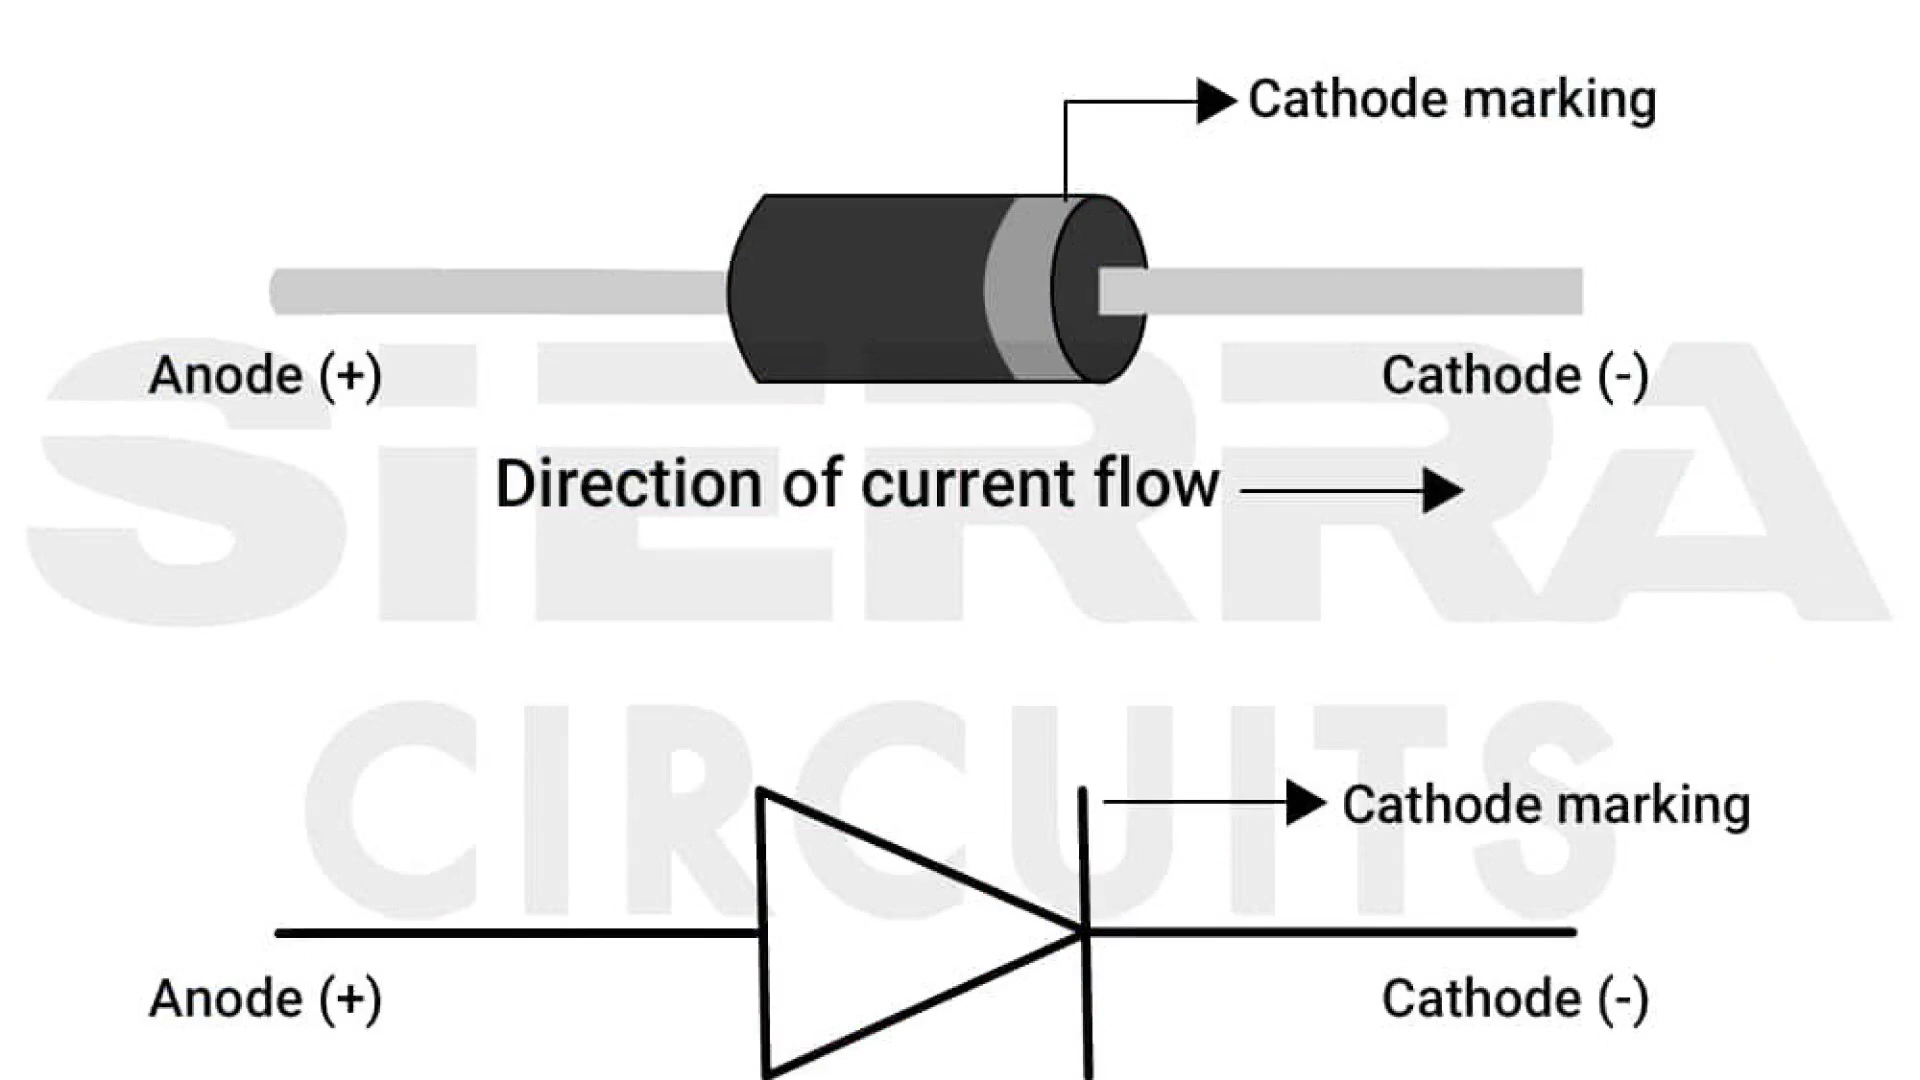 Cathode marking
Anode (+)
Cathode (-)
Direction of current flow
SIERRA
CIRCUITS
Cathode marking
Anode (+)
Cathode (-)